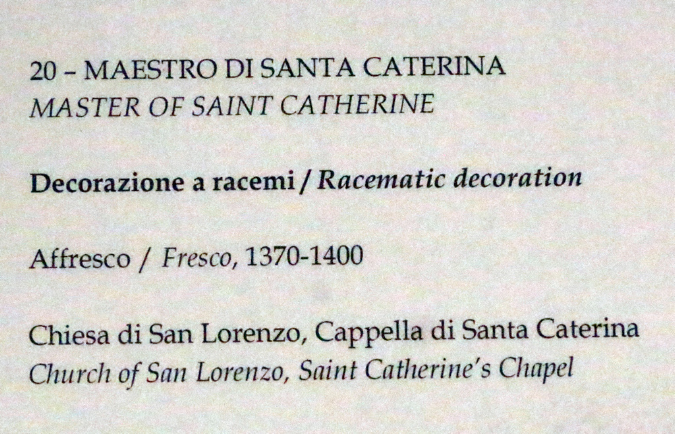 20 – MAESTRO DI SANTA CATERINA
MASTER OF SAINT CATHERINE
Decorazione a racemi / Racematic decoration
Affresco / Fresco, 1370-1400
Chiesa di San Lorenzo, Cappella di Santa Caterina
Church of San Lorenzo, Saint Catherine's Chapel